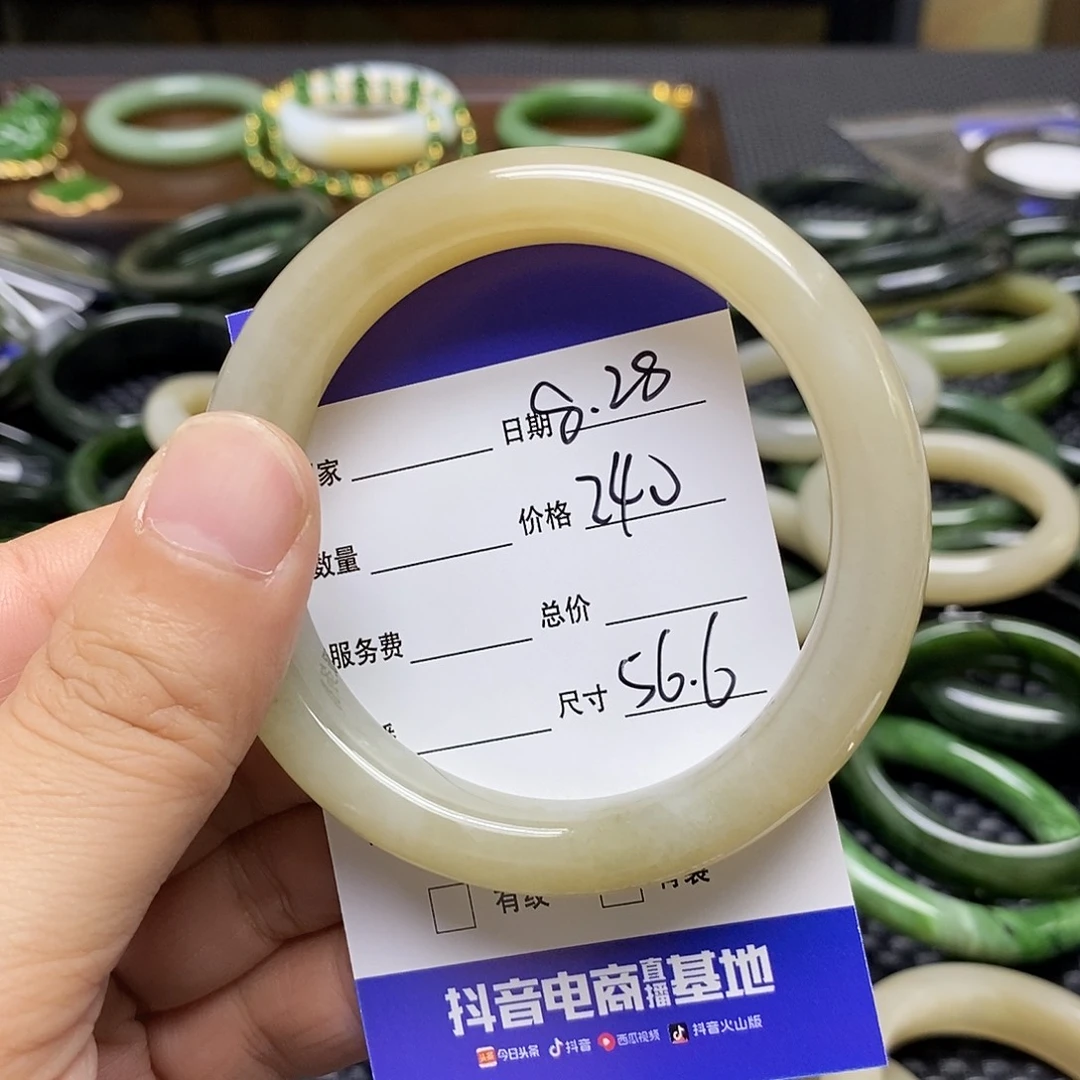 家 日期 8.28
数量 价格 240
服务费 总价
尺寸 56.6
有纹
抖音电商直播基地
今日头条 抖音 西瓜视频 抖音火山版